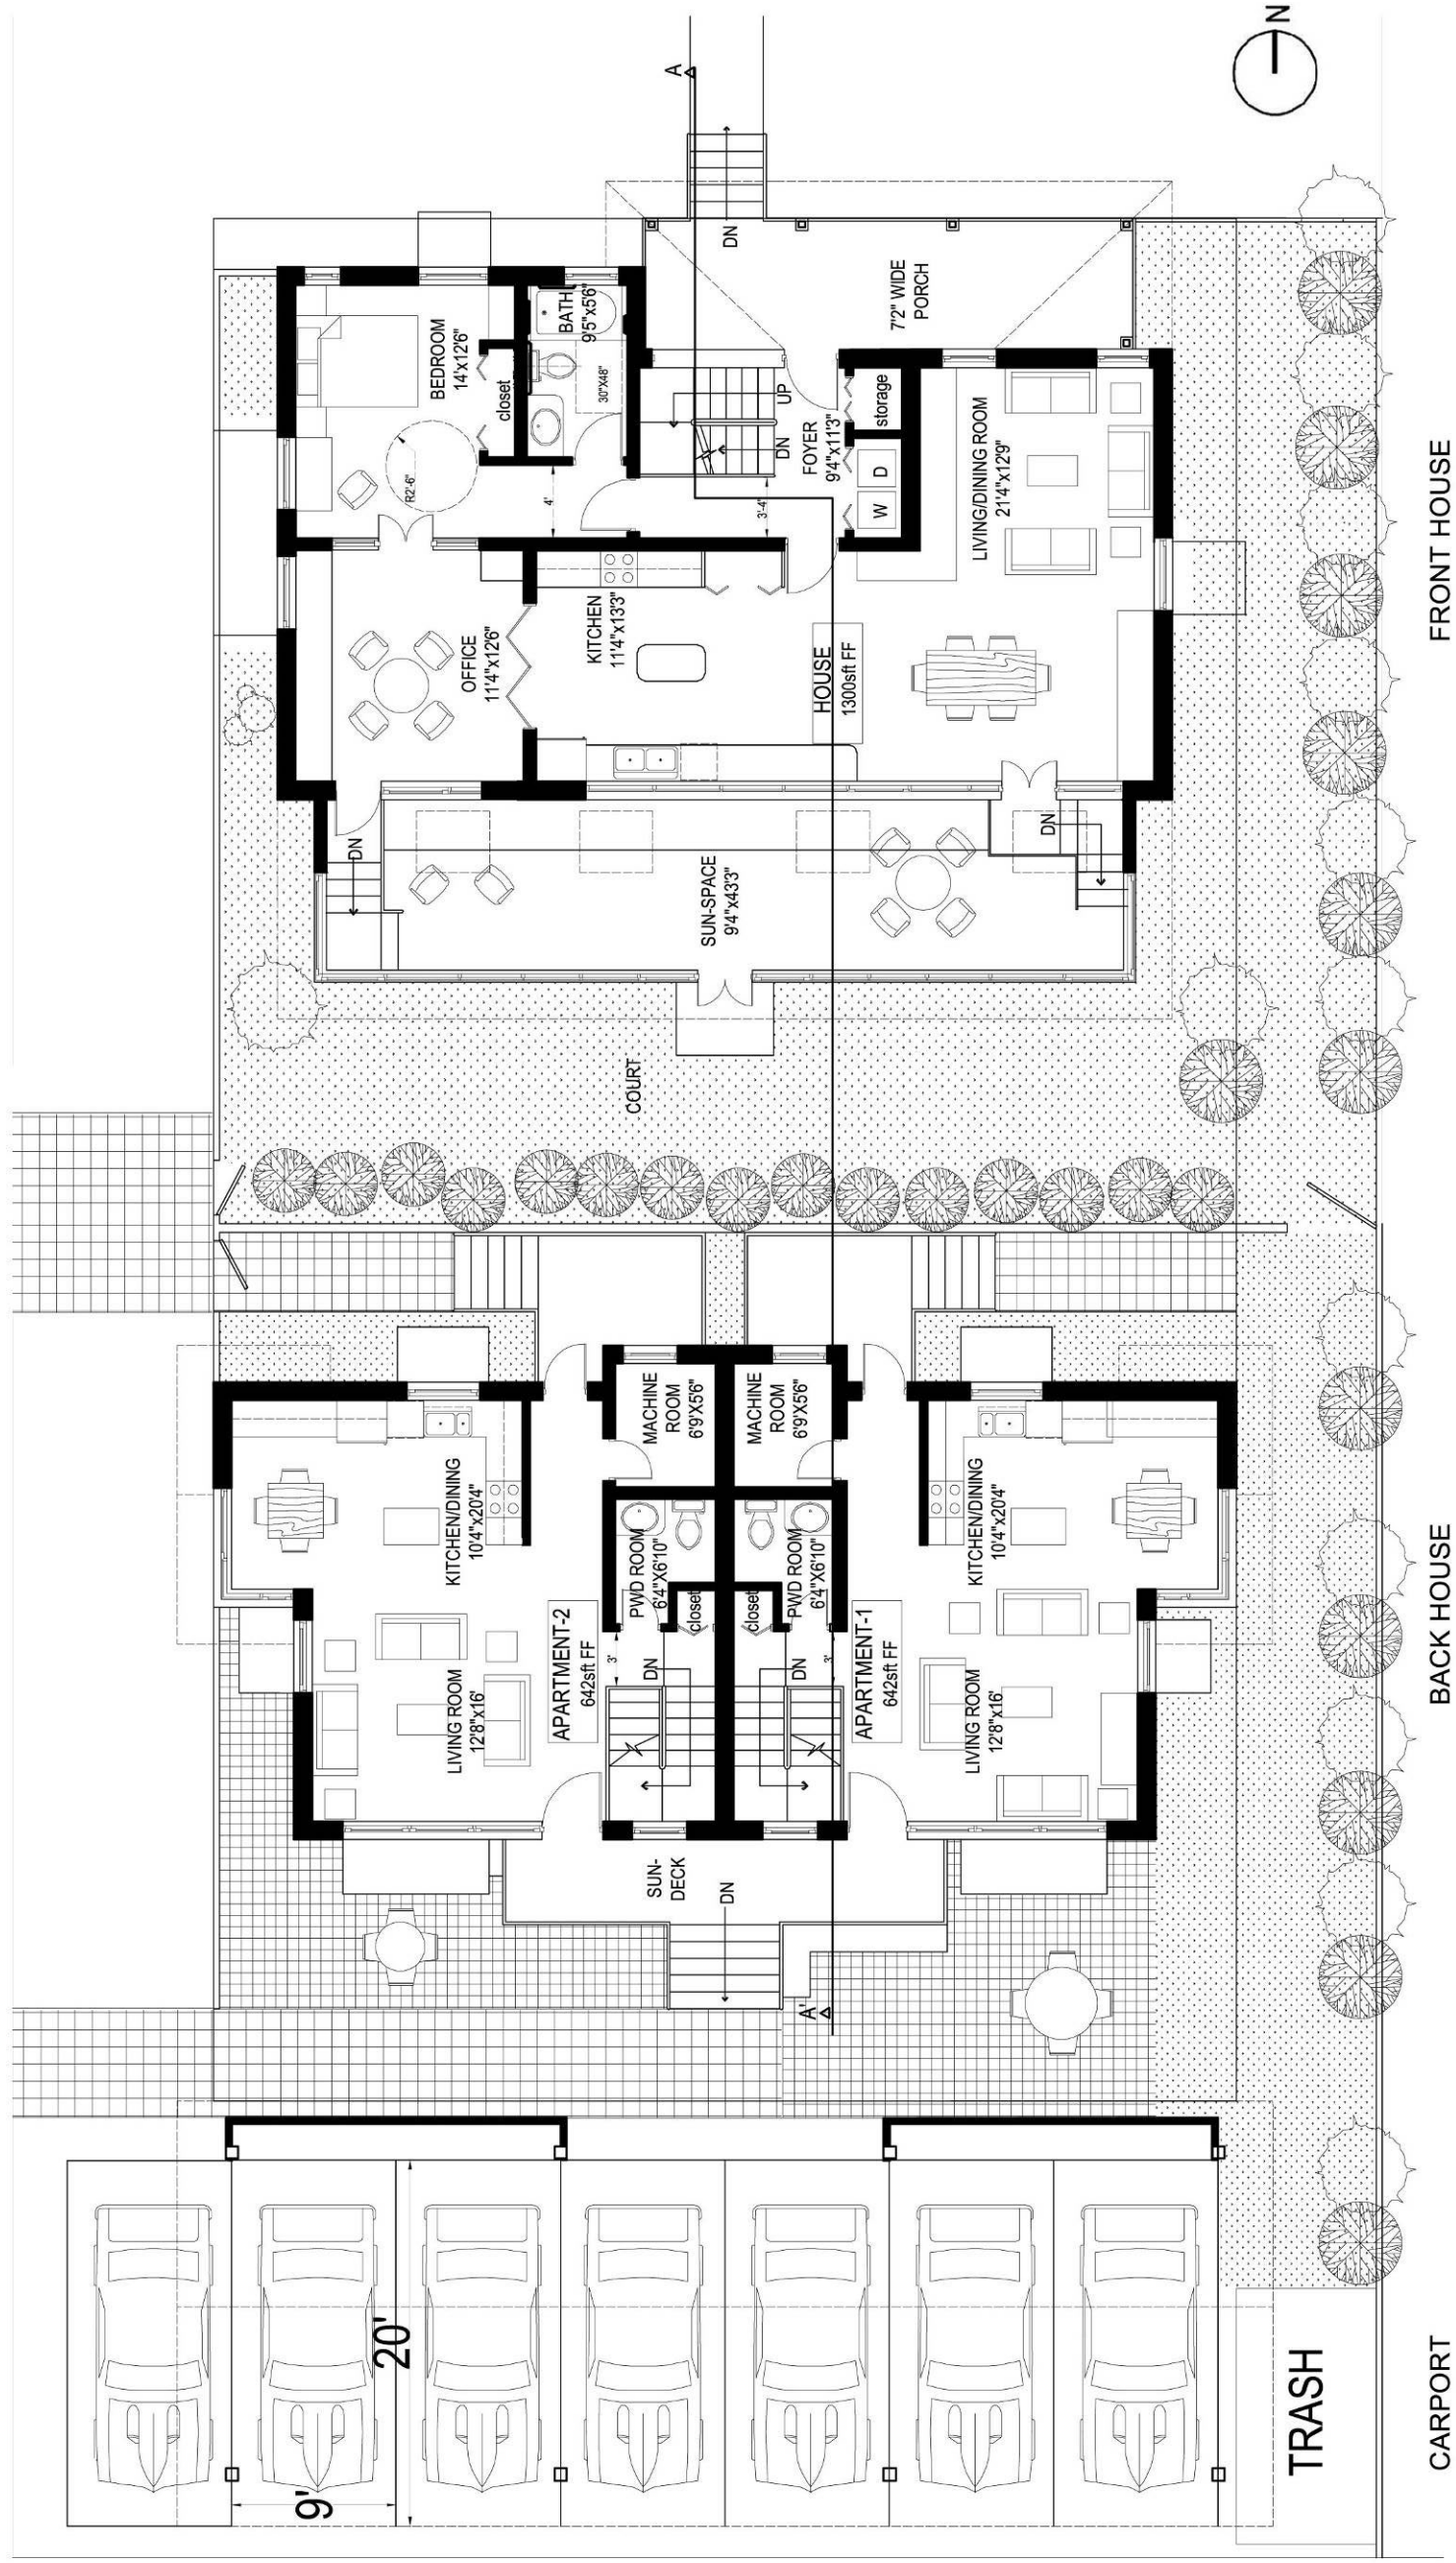 N
A
DN
7'2" WIDE
PORCH
BEDROOM
14'x12'6"
closet
BATH
9'5"x5'6"
30"X48"
R2'-6"
4'
UP
DN
FOYER
9'4"x11'3"
3'-4"
storage
W
D
LIVING/DINING ROOM
21'4"x12'9"
OFFICE
11'4"x12'6"
KITCHEN
11'4"x13'3"
HOUSE
1300sft FF
DN
SUN-SPACE
9'4"x43'3"
DN
COURT
FRONT HOUSE
MACHINE
ROOM
6'9'X5'6"
MACHINE
ROOM
6'9'X5'6"
KITCHEN/DINING
10'4"x20'4"
PWD ROOM
6'4"X6'10"
closet
closet
PWD ROOM
6'4"X6'10"
KITCHEN/DINING
10'4"x20'4"
LIVING ROOM
12'8"x16'
APARTMENT-2
642sft FF
3'
DN
DN
3'
APARTMENT-1
642sft FF
LIVING ROOM
12'8"x16'
SUN-
DECK
DN
A'
BACK HOUSE
20'
9'
TRASH
CARPORT